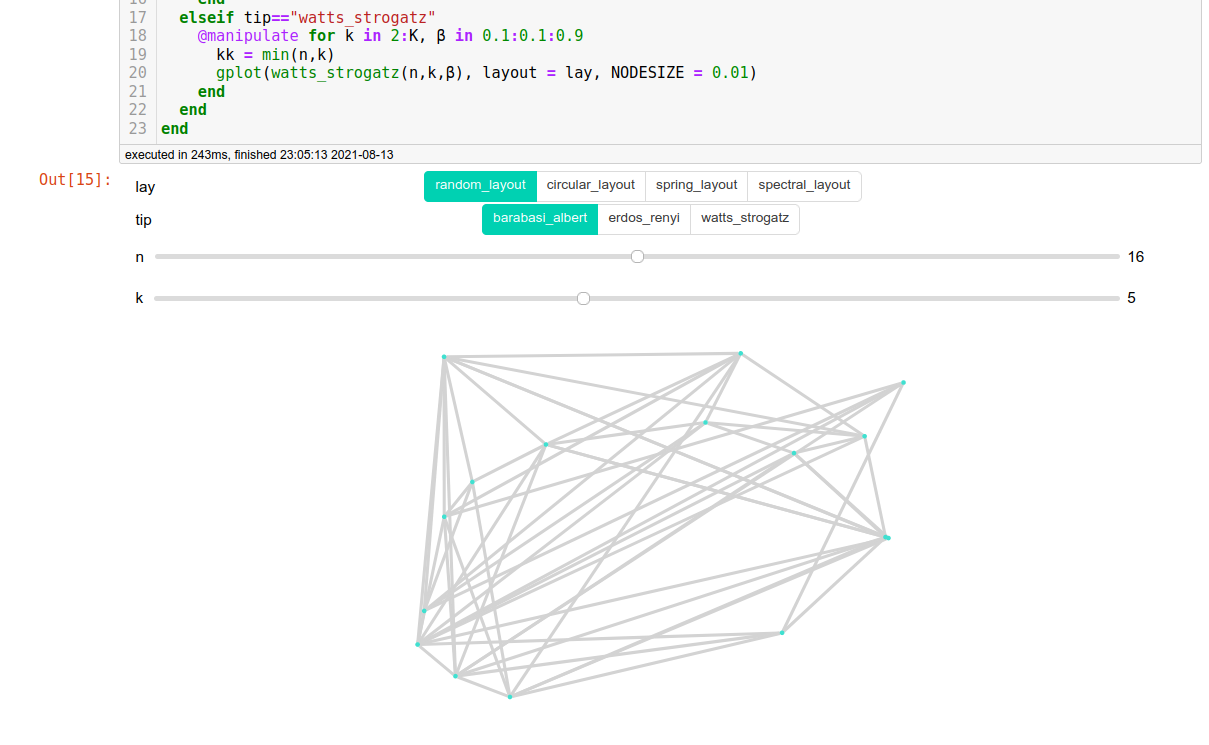 16 end
17 elseif tip=="watts_strogatz"
18 @manipulate for k in 2:K, β in 0.1:0.1:0.9
19 kk = min(n,k)
20 gplot(watts_strogatz(n,k,β), layout = lay, NODESIZE = 0.01)
21 end
22 end
23 end
executed in 243ms, finished 23:05:13 2021-08-13
Out[15]:
lay random_layout circular_layout spring_layout spectral_layout
tip barabasi_albert erdos_renyi watts_strogatz
n 16
k 5